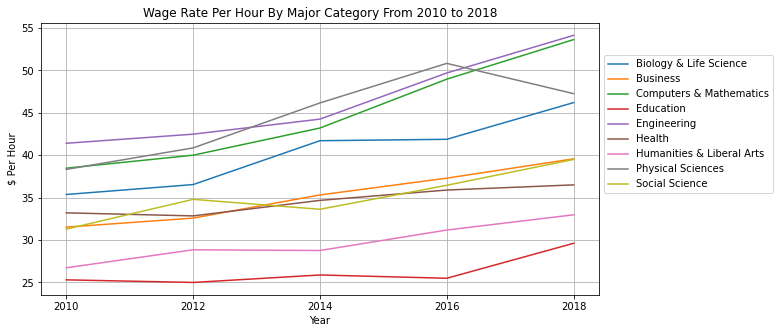 Wage Rate Per Hour By Major Category From 2010 to 2018
55
50
45
40
35
30
25
$ Per Hour
2010 2012 2014 2016 2018
Year
Biology & Life Science
Business
Computers & Mathematics
Education
Engineering
Health
Humanities & Liberal Arts
Physical Sciences
Social Science